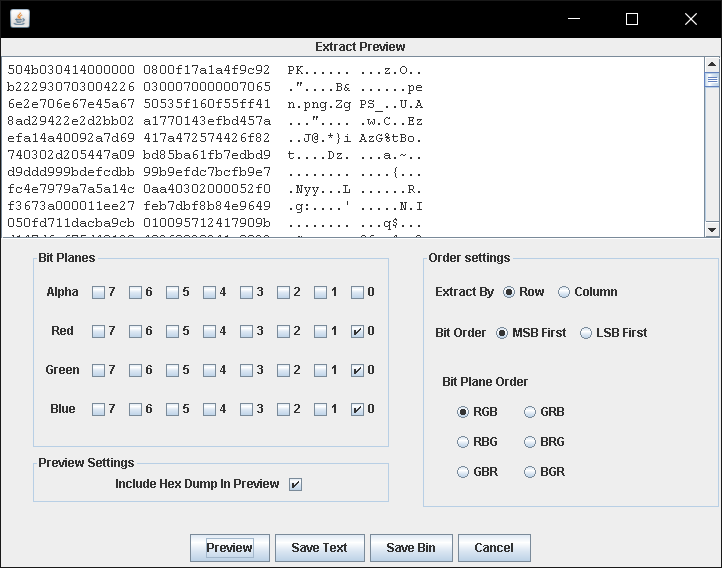 Extract Preview
504b030414000000 0800f17a1a4f9c92 PK...... ...z.O..
b222930703004226 0300070000007065 ."....B& ......pe
6e2e706e67e45a67 50535f160f55ff41 n.png.Zg PS_..U.A
8ad29422e2d2bb02 a1770143efbd457a ...".... .w.C..Ez
efa14a40092a7d69 417a472574426f82 ..J@.*}i AzG%tBo.
740302d205447a09 bd85ba61fb7edbd9 t....Dz. ...a.~..
d9ddd999bdefcdbb 99b9efdc7bcfb9e7 ........ ....{...
fc4e7979a7a5a14c 0aa40302000052f0 .Nyy...L ......R.
f3673a000011ee27 feb7dbf8b84e9649 .g:....' .....N.I
050fd711dacba9cb 010095712417909b ........ ...q$...
Bit Planes
Alpha 7 6 5 4 3 2 1 0
Red 7 6 5 4 3 2 1 0
Green 7 6 5 4 3 2 1 0
Blue 7 6 5 4 3 2 1 0
Preview Settings
Include Hex Dump In Preview
Order settings
Extract By Row Column
Bit Order MSB First LSB First
Bit Plane Order
RGB GRB
RBG BRG
GBR BGR
Preview Save Text Save Bin Cancel